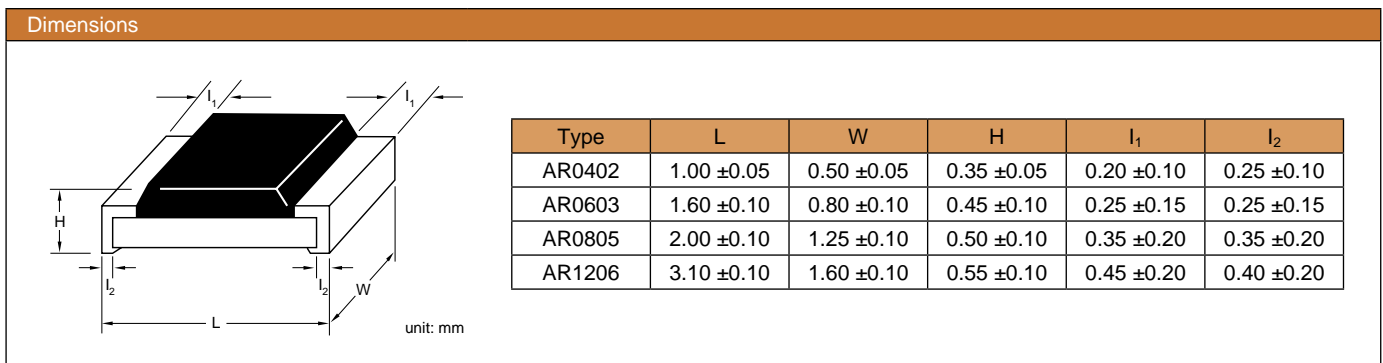 Dimensions
I₁ I₁
H
I₂ I₂
W
L
unit: mm
Type L W H I₁ I₂
AR0402 1.00 ±0.05 0.50 ±0.05 0.35 ±0.05 0.20 ±0.10 0.25 ±0.10
AR0603 1.60 ±0.10 0.80 ±0.10 0.45 ±0.10 0.25 ±0.15 0.25 ±0.15
AR0805 2.00 ±0.10 1.25 ±0.10 0.50 ±0.10 0.35 ±0.20 0.35 ±0.20
AR1206 3.10 ±0.10 1.60 ±0.10 0.55 ±0.10 0.45 ±0.20 0.40 ±0.20